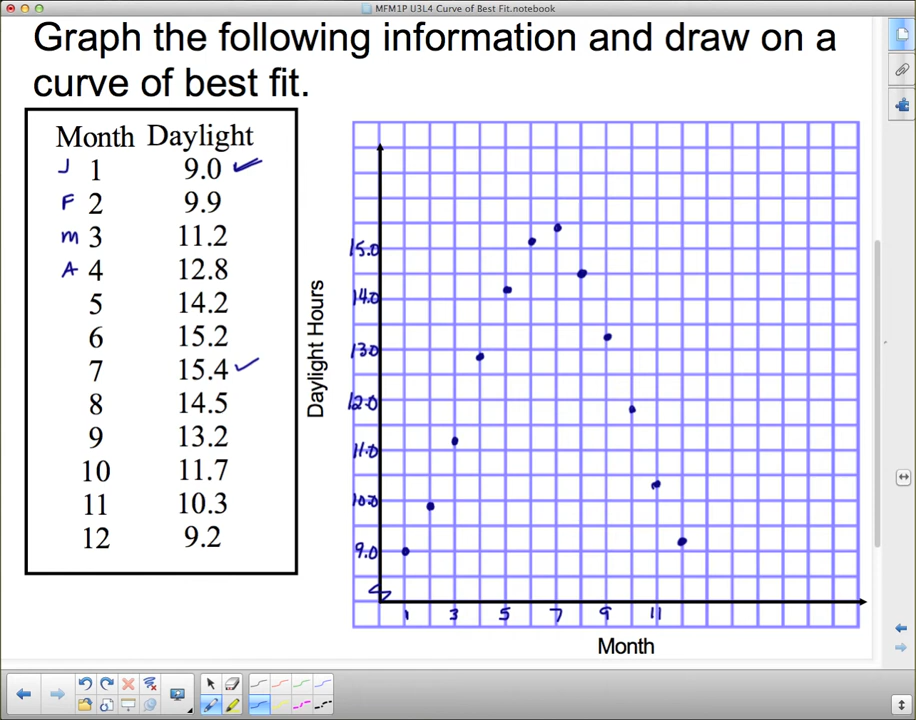 MFM1P U3L4 Curve of Best Fit.notebook
Graph the following information and draw on a
curve of best fit.
Month Daylight
J 1 9.0
F 2 9.9
M 3 11.2
A 4 12.8
5 14.2
6 15.2
7 15.4
8 14.5
9 13.2
10 11.7
11 10.3
12 9.2
Daylight Hours
15.0
14.0
13.0
12.0
11.0
10.0
9.0
1 3 5 7 9 11
Month